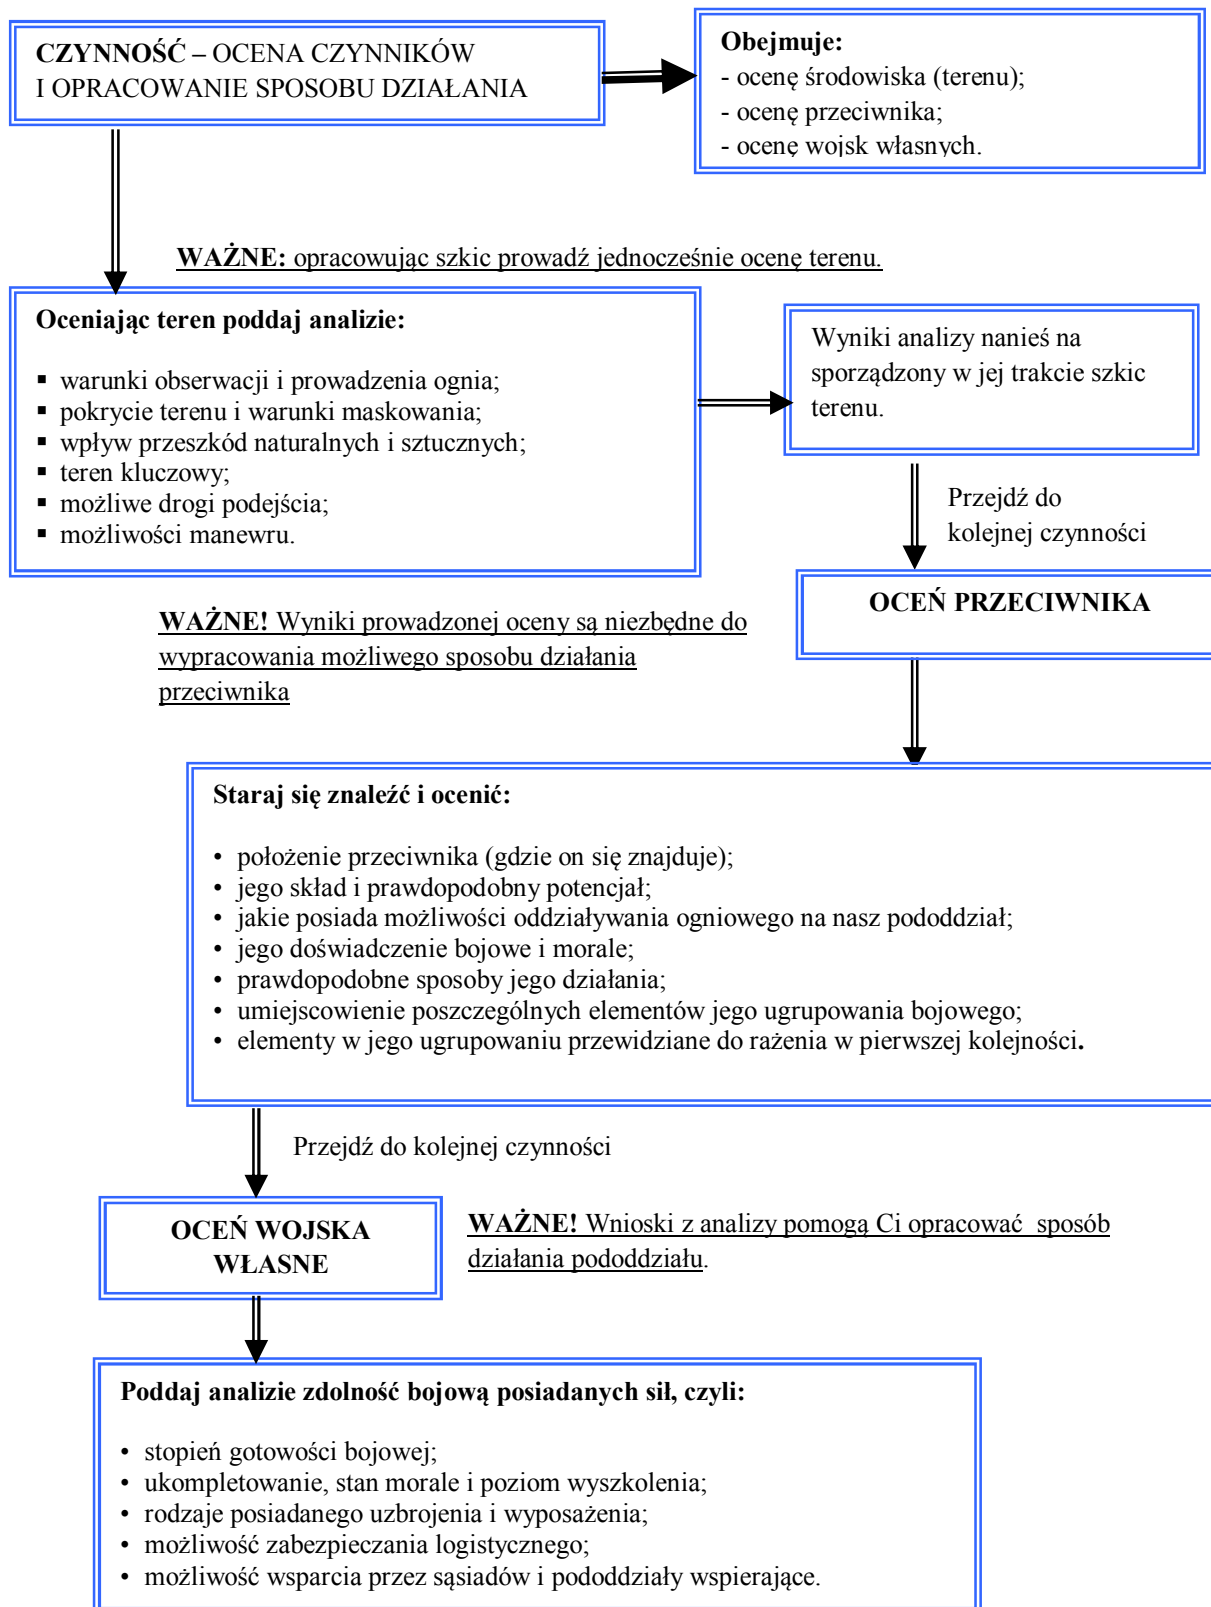 CZYNNOŚĆ – OCENA CZYNNIKÓW
I OPRACOWANIE SPOSOBU DZIAŁANIA
Obejmuje:
- ocenę środowiska (terenu);
- ocenę przeciwnika;
- ocenę wojsk własnych.
WAŻNE: opracowując szkic prowadź jednocześnie ocenę terenu.
Oceniając teren poddaj analizie:
▪ warunki obserwacji i prowadzenia ognia;
▪ pokrycie terenu i warunki maskowania;
▪ wpływ przeszkód naturalnych i sztucznych;
▪ teren kluczowy;
▪ możliwe drogi podejścia;
▪ możliwości manewru.
Wyniki analizy nanieś na
sporządzony w jej trakcie szkic
terenu.
Przejdź do
kolejnej czynności
OCEŃ PRZECIWNIKA
WAŻNE! Wyniki prowadzonej oceny są niezbędne do
wypracowania możliwego sposobu działania
przeciwnika
Staraj się znaleźć i ocenić:
• położenie przeciwnika (gdzie on się znajduje);
• jego skład i prawdopodobny potencjał;
• jakie posiada możliwości oddziaływania ogniowego na nasz pododdział;
• jego doświadczenie bojowe i morale;
• prawdopodobne sposoby jego działania;
• umiejscowienie poszczególnych elementów jego ugrupowania bojowego;
• elementy w jego ugrupowaniu przewidziane do rażenia w pierwszej kolejności.
Przejdź do kolejnej czynności
OCEŃ WOJSKA
WŁASNE
WAŻNE! Wnioski z analizy pomogą Ci opracować  sposób
działania pododdziału.
Poddaj analizie zdolność bojową posiadanych sił, czyli:
• stopień gotowości bojowej;
• ukompletowanie, stan morale i poziom wyszkolenia;
• rodzaje posiadanego uzbrojenia i wyposażenia;
• możliwość zabezpieczania logistycznego;
• możliwość wsparcia przez sąsiadów i pododdziały wspierające.